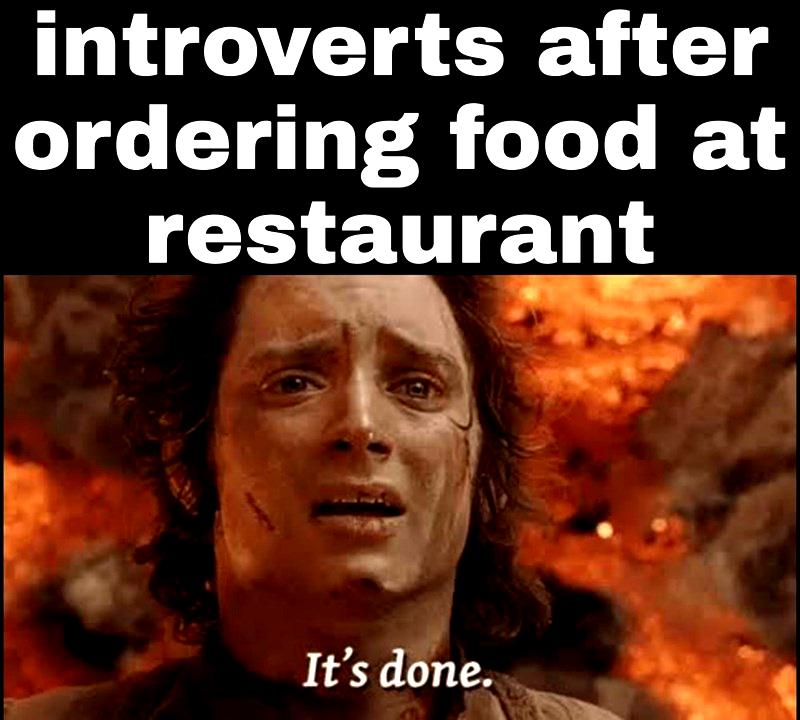 introverts after
ordering food at
restaurant
It's done.